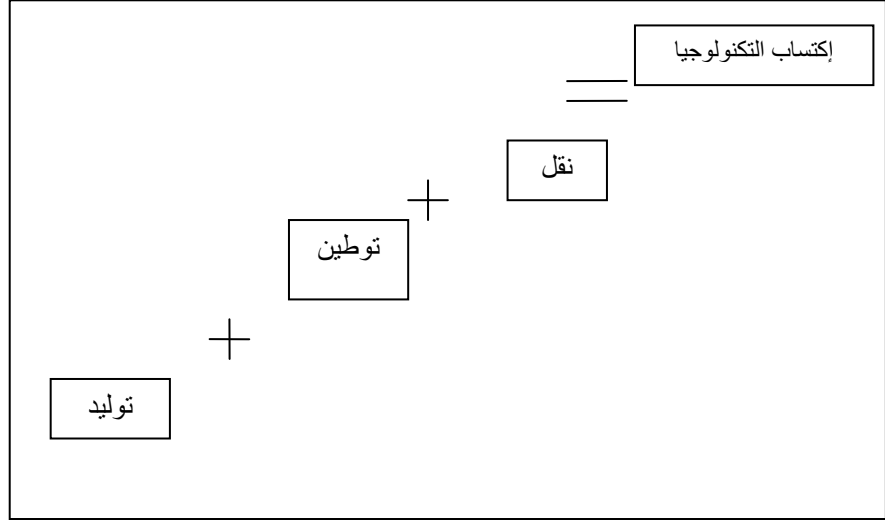 إكتساب التكنولوجيا
=
نقل
+
توطين
+
توليد